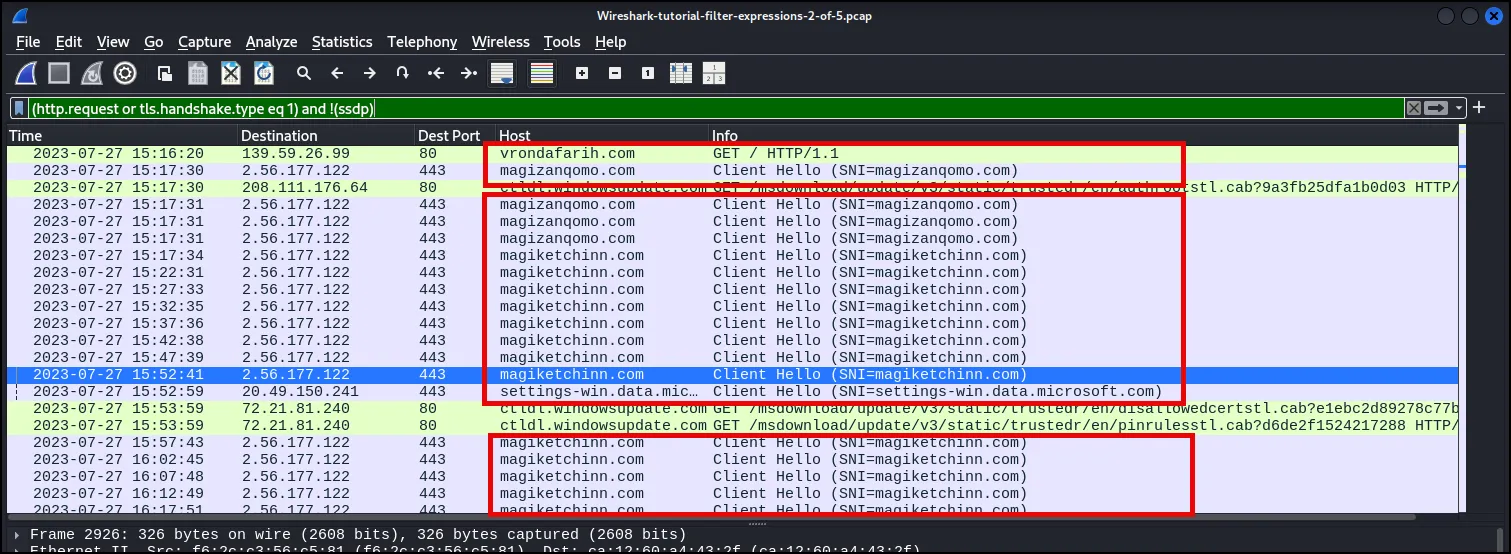 Wireshark-tutorial-filter-expressions-2-of-5.pcap
File Edit View Go Capture Analyze Statistics Telephony Wireless Tools Help
(http.request or tls.handshake.type eq 1) and !(ssdp)
Time Destination Dest Port Host Info
2023-07-27 15:16:20 139.59.26.99 80 vrondafarih.com GET / HTTP/1.1
2023-07-27 15:17:30 2.56.177.122 443 magizanqomo.com Client Hello (SNI=magizanqomo.com)
2023-07-27 15:17:30 208.111.176.64 80 ctldl.windowsupdate.com GET /msdownload/update/v3/static/trustedr/en/authrootstl.cab?9a3fb25dfa1b0d03 HTTP/
2023-07-27 15:17:31 2.56.177.122 443 magizanqomo.com Client Hello (SNI=magizanqomo.com)
2023-07-27 15:17:31 2.56.177.122 443 magizanqomo.com Client Hello (SNI=magizanqomo.com)
2023-07-27 15:17:31 2.56.177.122 443 magizanqomo.com Client Hello (SNI=magizanqomo.com)
2023-07-27 15:17:34 2.56.177.122 443 magiketchinn.com Client Hello (SNI=magiketchinn.com)
2023-07-27 15:22:31 2.56.177.122 443 magiketchinn.com Client Hello (SNI=magiketchinn.com)
2023-07-27 15:27:33 2.56.177.122 443 magiketchinn.com Client Hello (SNI=magiketchinn.com)
2023-07-27 15:32:35 2.56.177.122 443 magiketchinn.com Client Hello (SNI=magiketchinn.com)
2023-07-27 15:37:36 2.56.177.122 443 magiketchinn.com Client Hello (SNI=magiketchinn.com)
2023-07-27 15:42:38 2.56.177.122 443 magiketchinn.com Client Hello (SNI=magiketchinn.com)
2023-07-27 15:47:39 2.56.177.122 443 magiketchinn.com Client Hello (SNI=magiketchinn.com)
2023-07-27 15:52:41 2.56.177.122 443 magiketchinn.com Client Hello (SNI=magiketchinn.com)
2023-07-27 15:52:59 20.49.150.241 443 settings-win.data.mic… Client Hello (SNI=settings-win.data.microsoft.com)
2023-07-27 15:53:59 72.21.81.240 80 ctldl.windowsupdate.com GET /msdownload/update/v3/static/trustedr/en/disallowedcertstl.cab?e1ebc2d89278c77b
2023-07-27 15:53:59 72.21.81.240 80 ctldl.windowsupdate.com GET /msdownload/update/v3/static/trustedr/en/pinrulesstl.cab?d6de2f1524217288 HTTP/
2023-07-27 15:57:43 2.56.177.122 443 magiketchinn.com Client Hello (SNI=magiketchinn.com)
2023-07-27 16:02:45 2.56.177.122 443 magiketchinn.com Client Hello (SNI=magiketchinn.com)
2023-07-27 16:07:48 2.56.177.122 443 magiketchinn.com Client Hello (SNI=magiketchinn.com)
2023-07-27 16:12:49 2.56.177.122 443 magiketchinn.com Client Hello (SNI=magiketchinn.com)
2023-07-27 16:17:51 2.56.177.122 443 magiketchinn.com Client Hello (SNI=magiketchinn.com)
Frame 2926: 326 bytes on wire (2608 bits), 326 bytes captured (2608 bits)
Ethernet II, Src: f6:2c:c3:56:c5:81 (f6:2c:c3:56:c5:81), Dst: ca:12:60:a4:43:2f (ca:12:60:a4:43:2f)